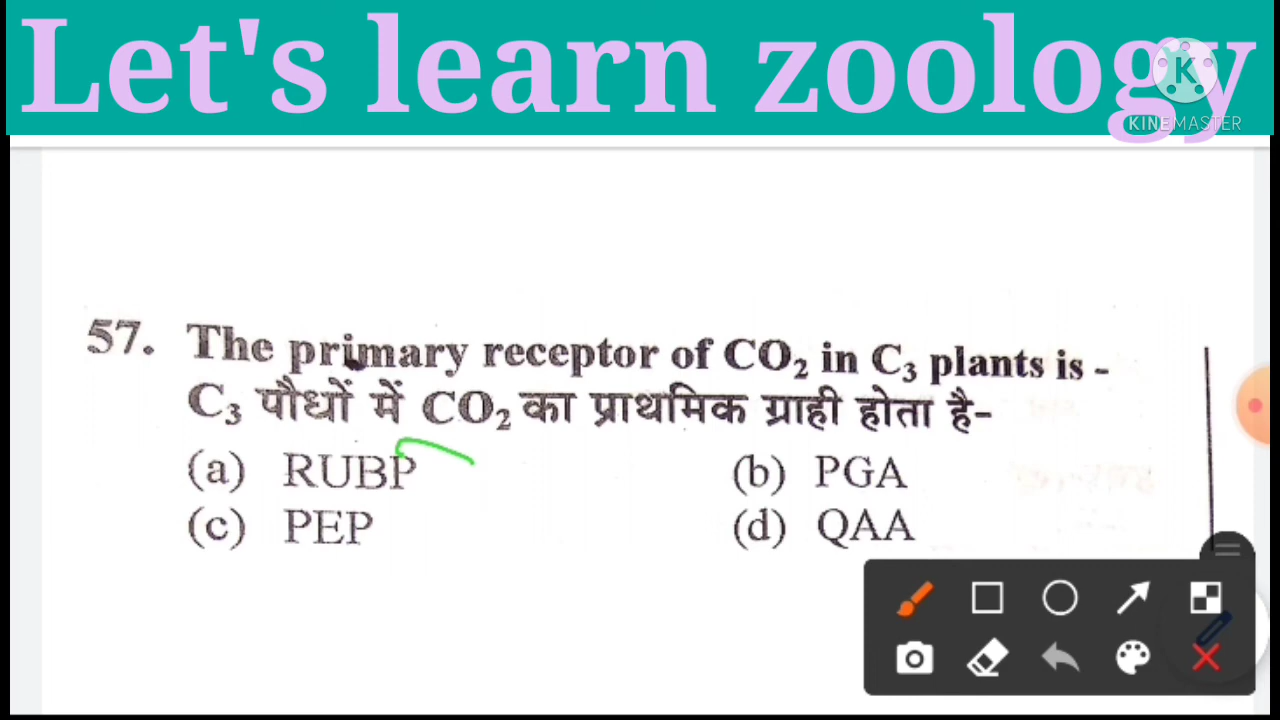 Let's learn zoology
KINEMASTER
57. The primary receptor of CO₂ in C₃ plants is -
C₃ पौधों में CO₂ का प्राथमिक ग्राही होता है-
(a) RUBP (b) PGA
(c) PEP (d) QAA